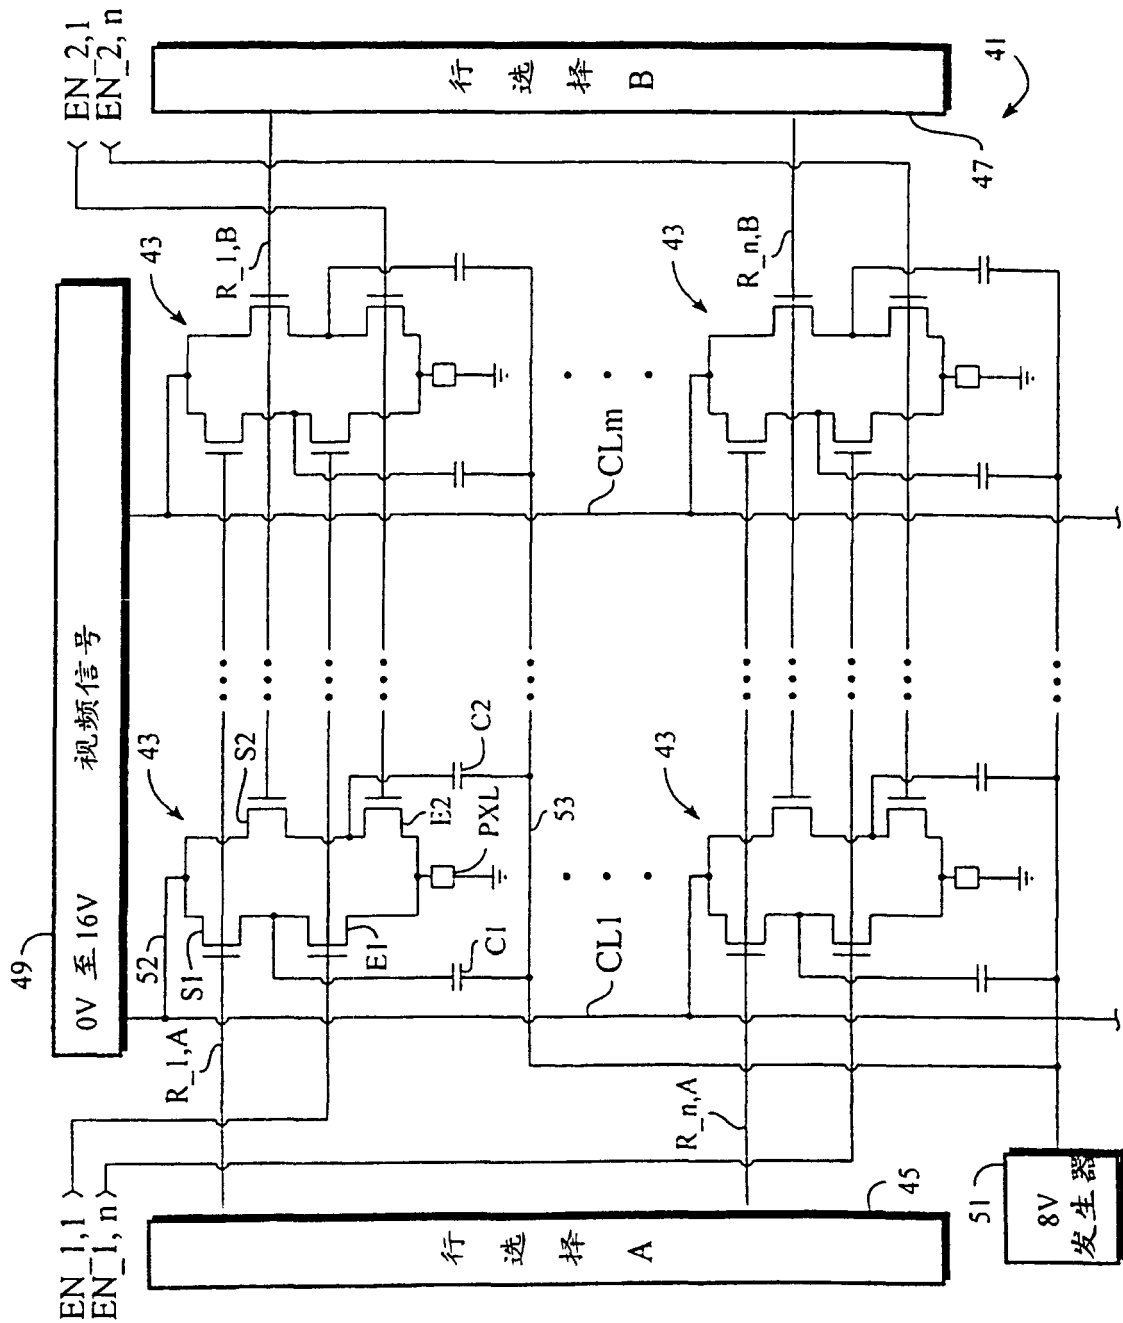 49
0V 至 16V
视频信号
EN_1,1
EN_1,n
EN_2,1
EN_2,n
行选择 A
45
行选择 B
47
41
R_1,A
52
S1
S2
43
E1
E2
C1
C2
PXL
53
R_1,B
43
CL1
CLm
R_n,A
43
R_n,B
43
51
8V
发生器